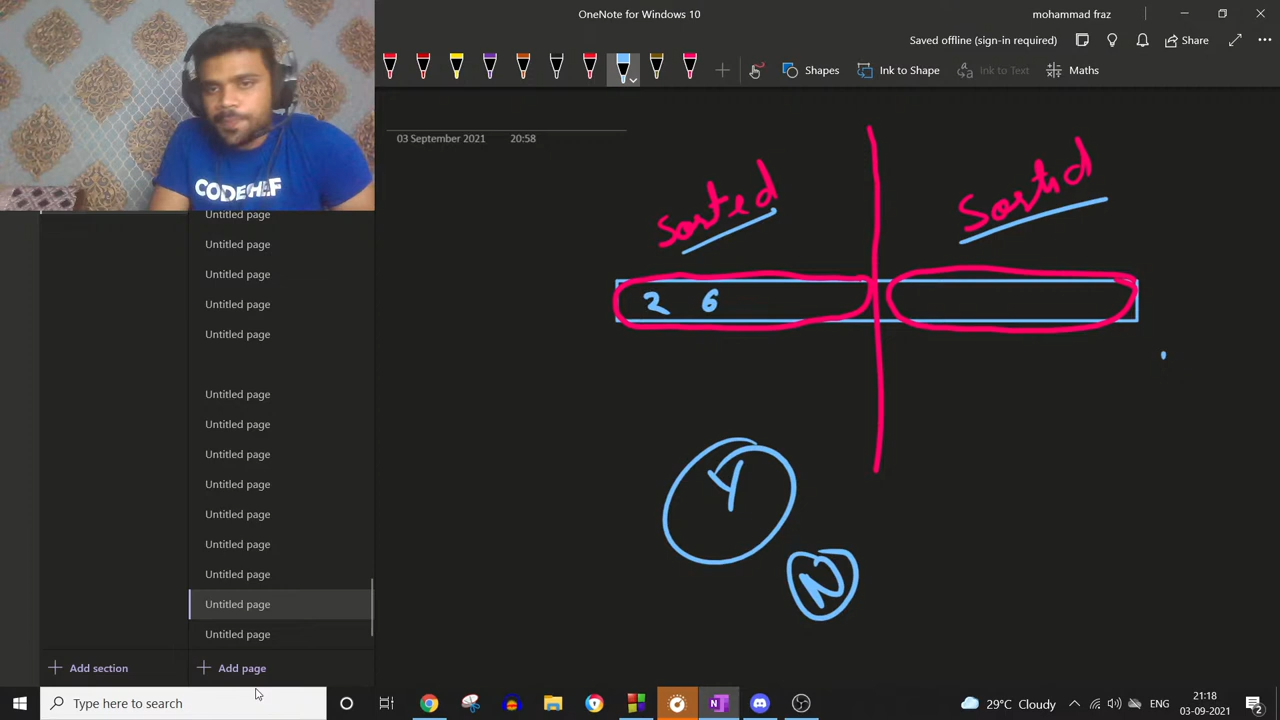 OneNote for Windows 10
mohammad fraz
Saved offline (sign-in required)
Share
Shapes
Ink to Shape
Ink to Text
Maths
CODECHEF
03 September 2021 20:58
Sorted
Sorted
2 6
Y
N
Untitled page
Untitled page
Untitled page
Untitled page
Untitled page
Untitled page
Untitled page
Untitled page
Untitled page
Untitled page
Untitled page
Untitled page
Untitled page
Untitled page
Add section
Add page
Type here to search
29°C Cloudy
ENG
21:18
03-09-2021
2